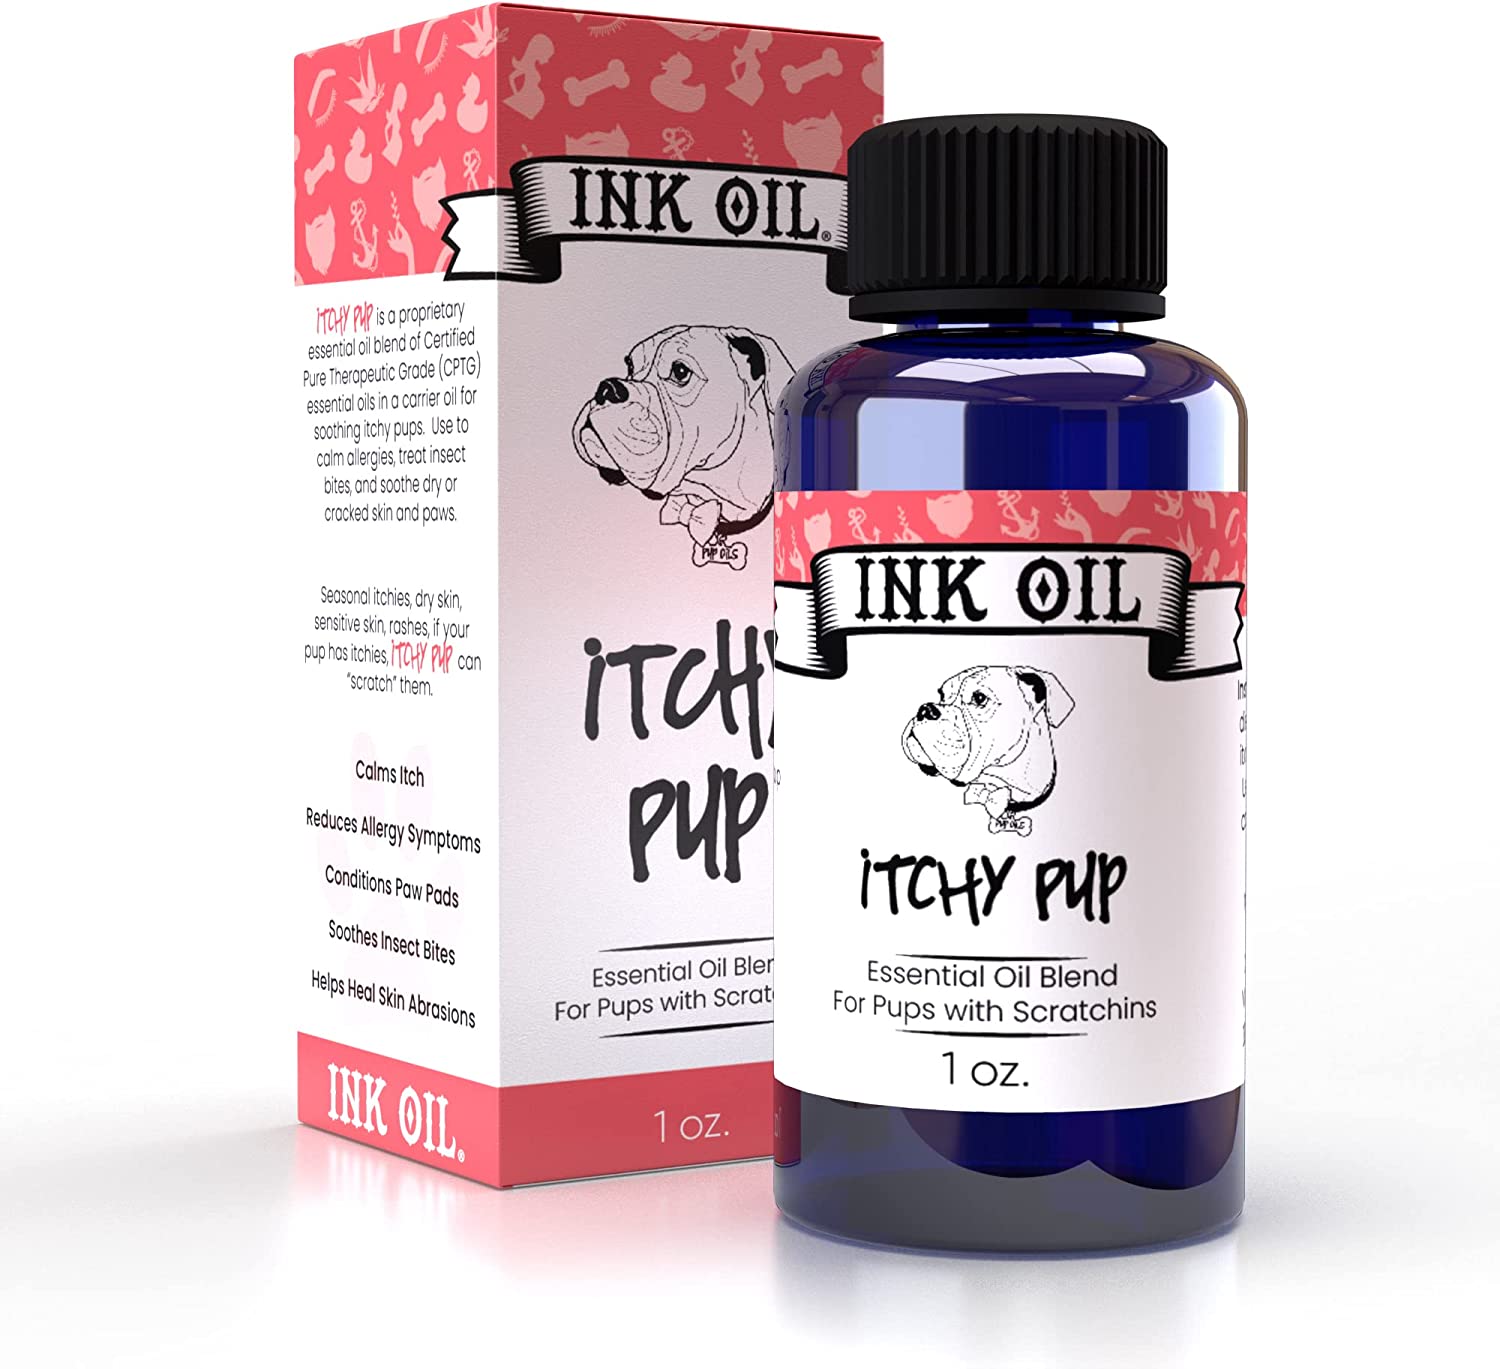 INK OIL®
iTCHY PUP is a proprietary
essential oil blend of Certified
Pure Therapeutic Grade (CPTG)
essential oils in a carrier oil for
soothing itchy pups. Use to
calm allergies, treat insect
bites, and soothe dry or
cracked skin and paws.
Seasonal itchies, dry skin,
sensitive skin, rashes, if your
pup has itchies, iTCHY PUP can
"scratch" them.
Calms Itch
Reduces Allergy Symptoms
Conditions Paw Pads
Soothes Insect Bites
Helps Heal Skin Abrasions
INK OIL®
PUP OILS
iTCHY
PUP
Essential Oil
For Pups with
1 oz.
INK OIL
PUP OILS
iTCHY PUP
Essential Oil Blend
For Pups with Scratchins
1 oz.